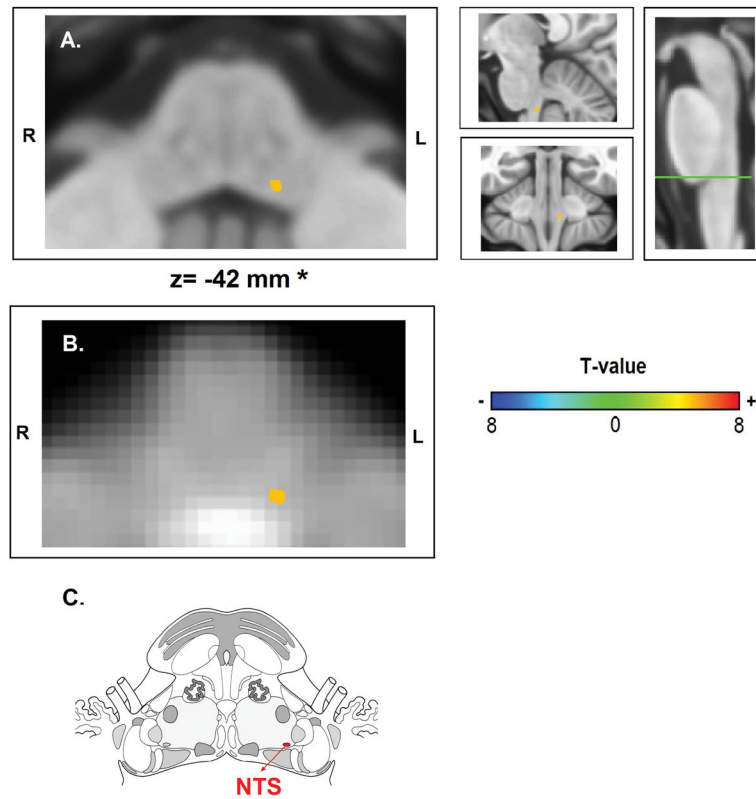 A.
R
L
z= -42 mm *
B.
R
L
T-value
- +
8 0 8
C.
NTS